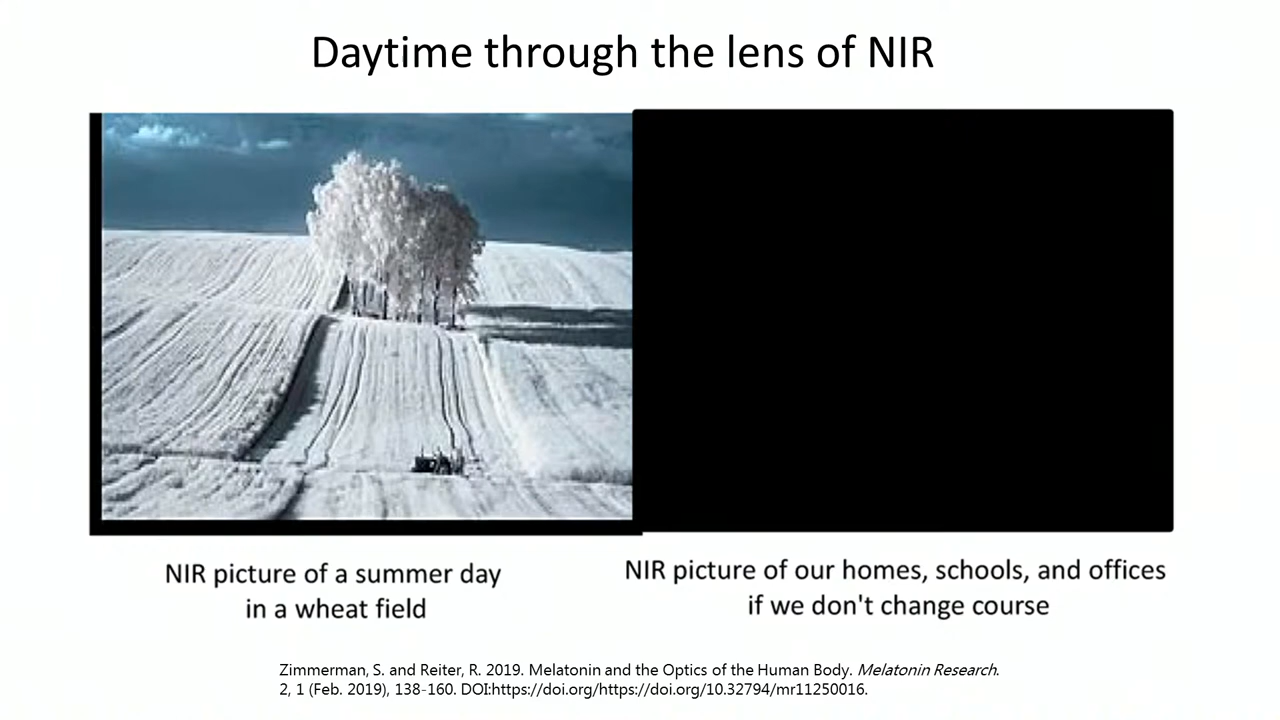 Daytime through the lens of NIR
NIR picture of a summer day
in a wheat field
NIR picture of our homes, schools, and offices
if we don't change course
Zimmerman, S. and Reiter, R. 2019. Melatonin and the Optics of the Human Body. Melatonin Research.
2, 1 (Feb. 2019), 138-160. DOI:https://doi.org/https://doi.org/10.32794/mr11250016.